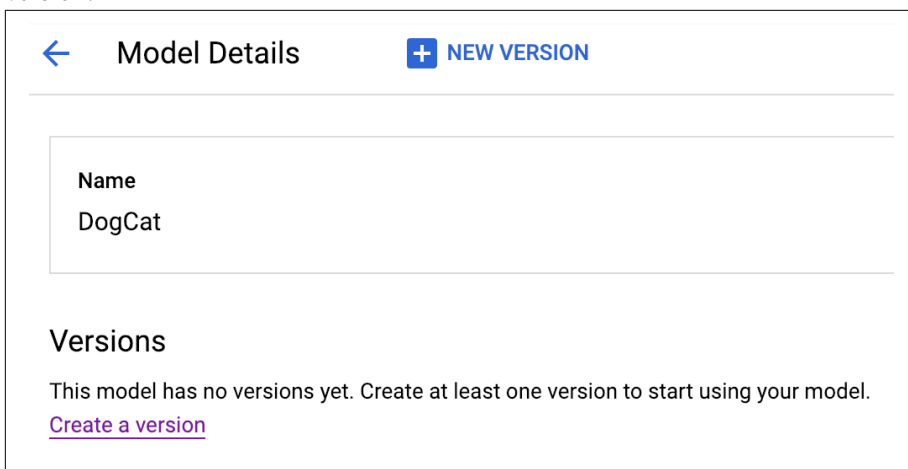 Model Details
NEW VERSION
Name
DogCat
Versions
This model has no versions yet. Create at least one version to start using your model.
Create a version